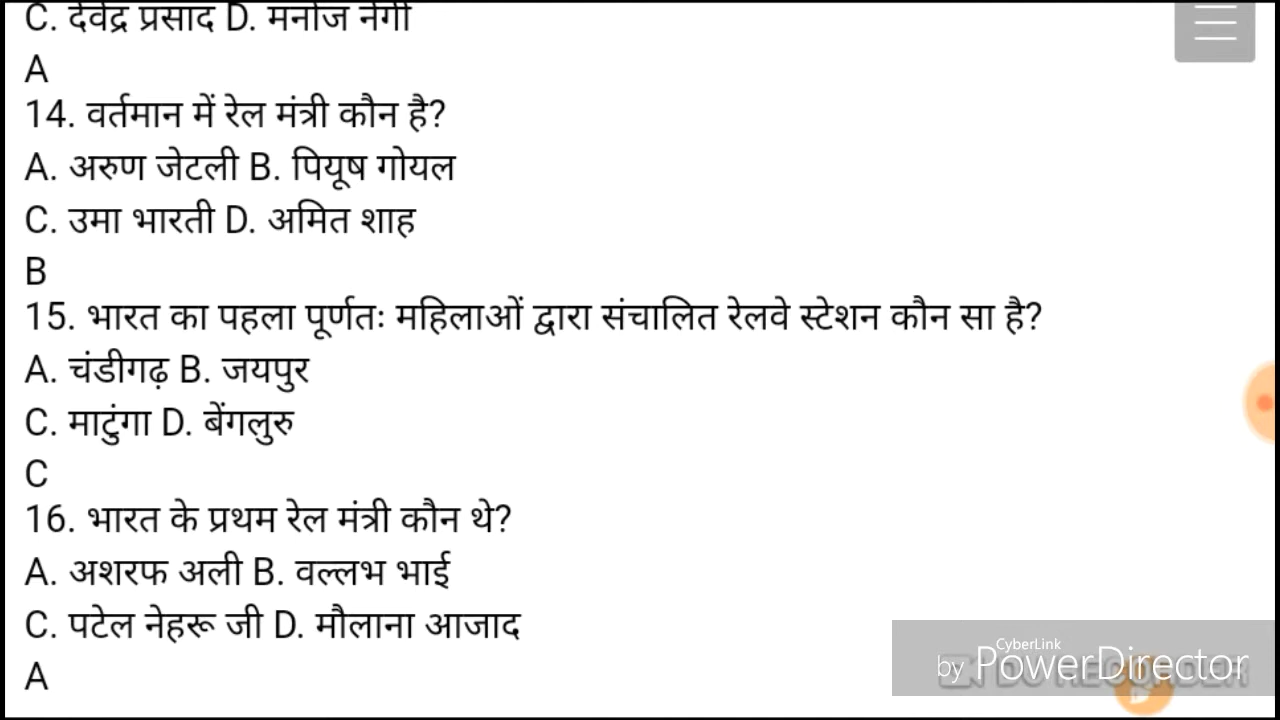 C. देवेंद्र प्रसाद D. मनोज नेगी
A
14. वर्तमान में रेल मंत्री कौन है?
A. अरुण जेटली B. पियूष गोयल
C. उमा भारती D. अमित शाह
B
15. भारत का पहला पूर्णतः महिलाओं द्वारा संचालित रेलवे स्टेशन कौन सा है?
A. चंडीगढ़ B. जयपुर
C. माटुंगा D. बेंगलुरु
C
16. भारत के प्रथम रेल मंत्री कौन थे?
A. अशरफ अली B. वल्लभ भाई
C. पटेल नेहरू जी D. मौलाना आजाद
A
CyberLink
by PowerDirector